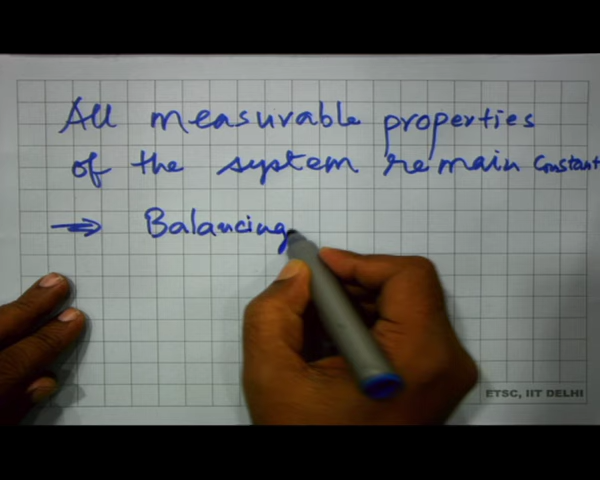 All measurable properties
of the system remain Constant
→ Balancing
ETSC, IIT DELHI